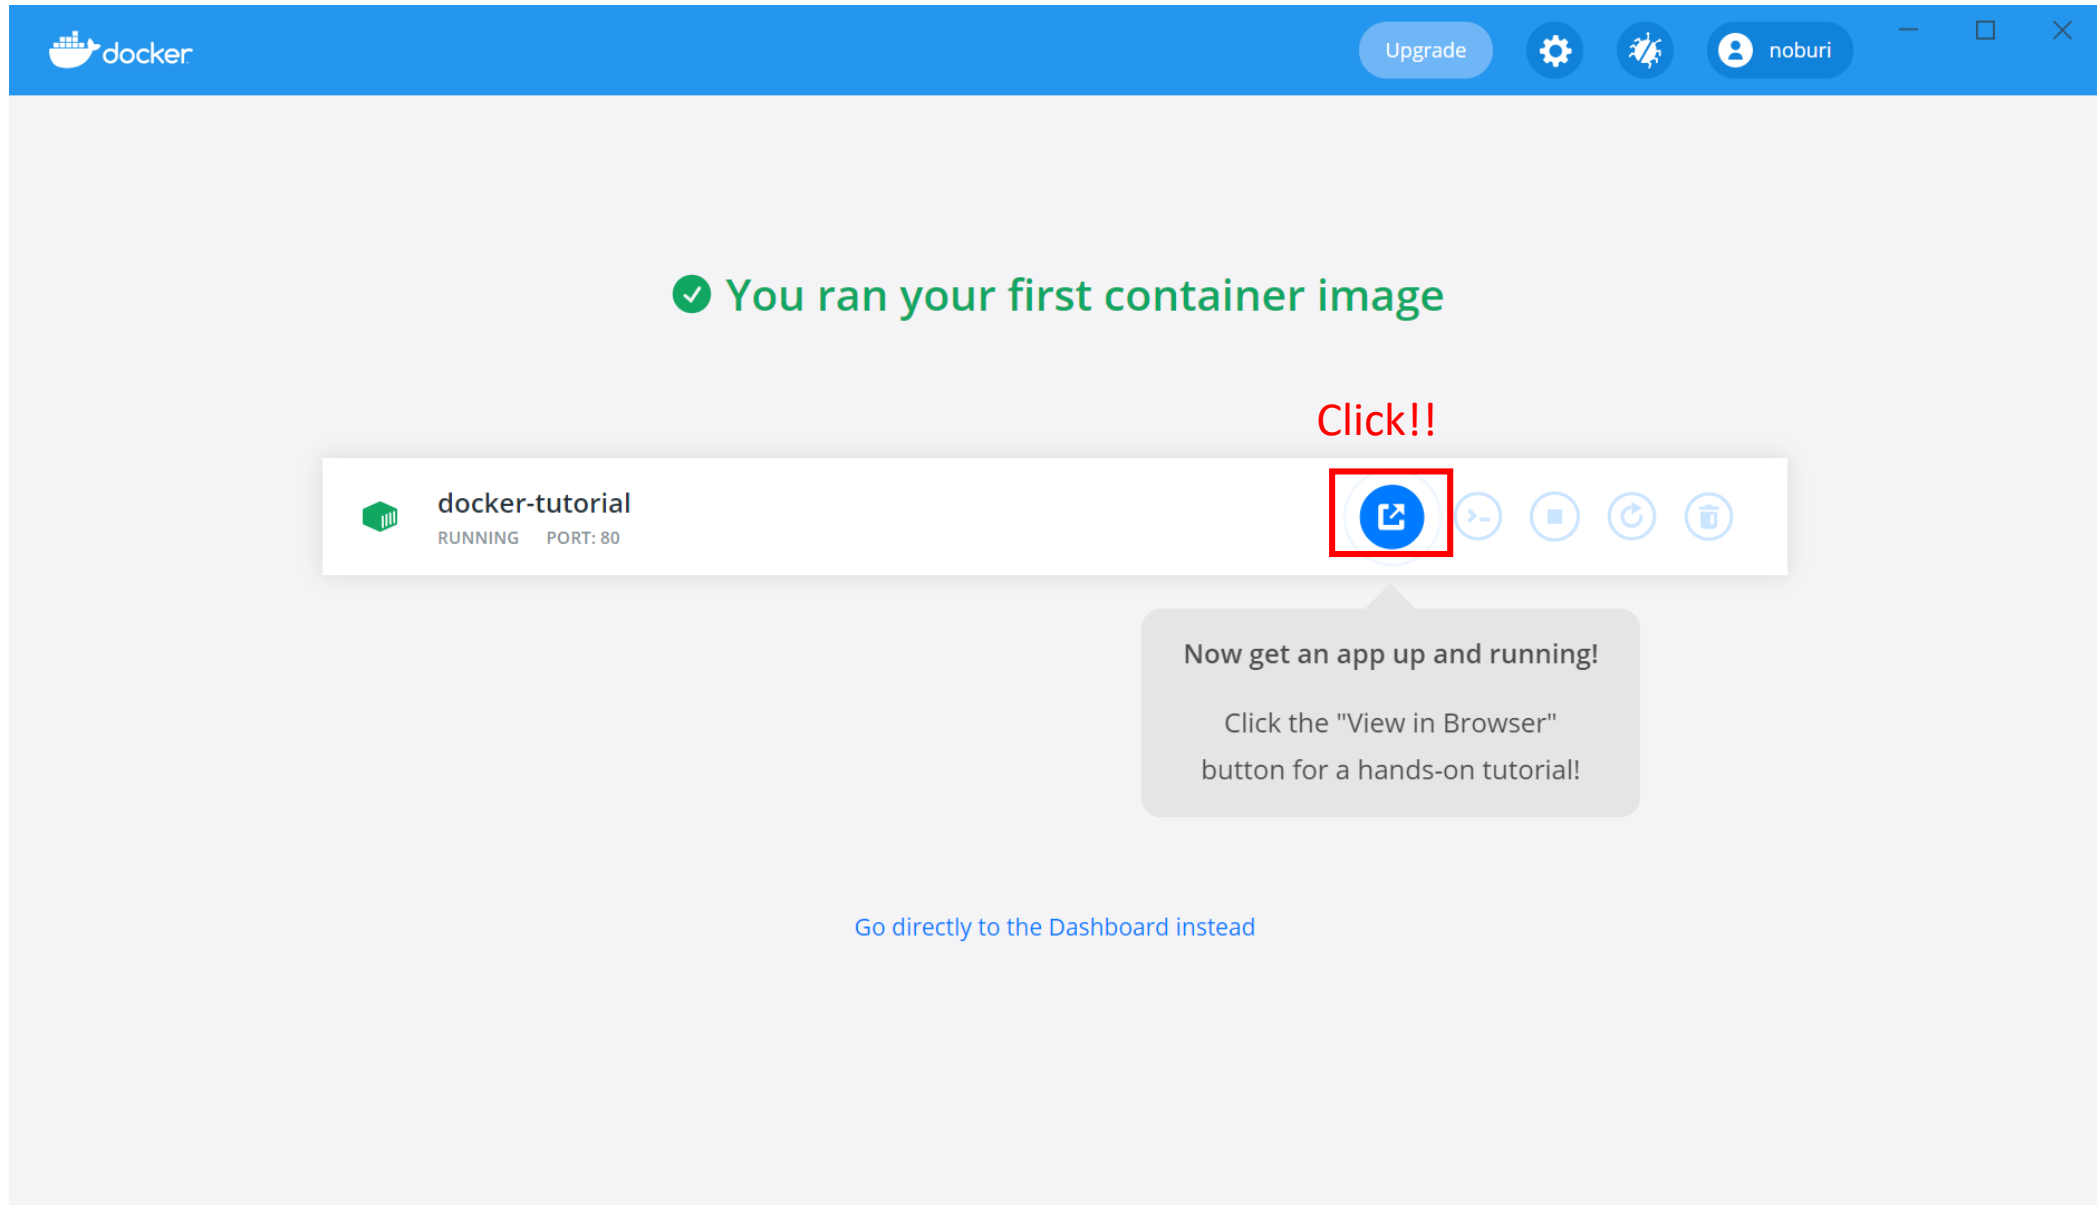 docker
Upgrade
noburi
You ran your first container image
Click!!
docker-tutorial
RUNNING PORT: 80
Now get an app up and running!
Click the "View in Browser"
button for a hands-on tutorial!
Go directly to the Dashboard instead